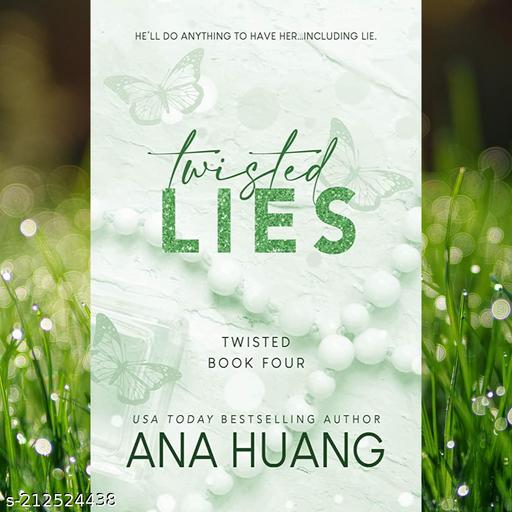 HE'LL DO ANYTHING TO HAVE HER...INCLUDING LIE.
twisted
LIES
TWISTED
BOOK FOUR
USA TODAY BESTSELLING AUTHOR
ANA HUANG
s-212524438